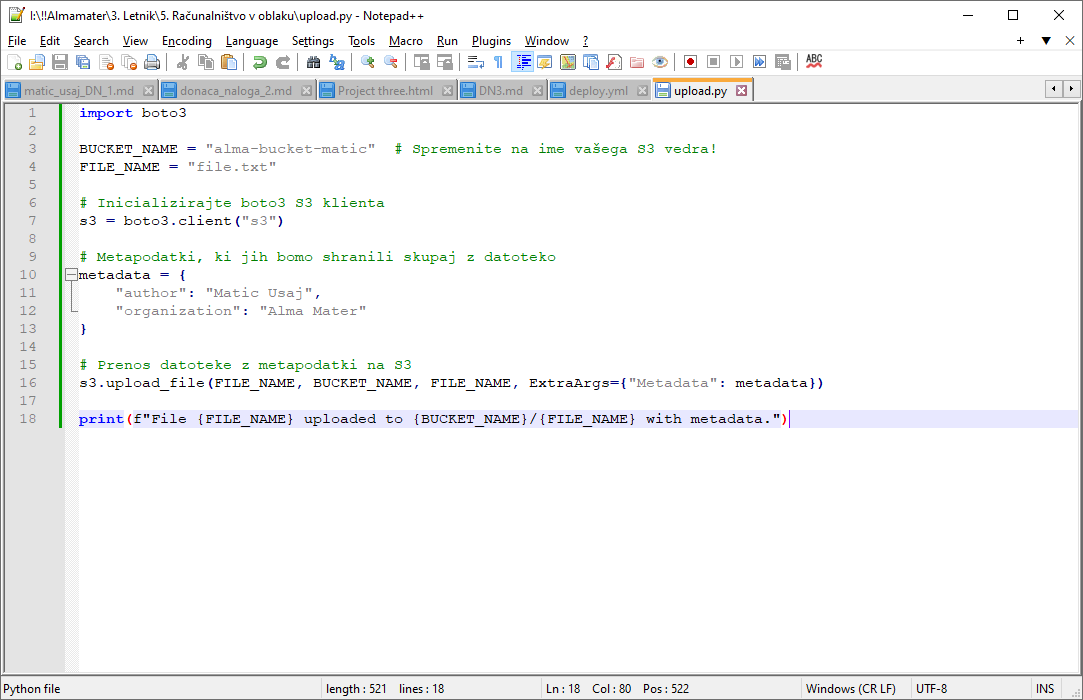 I:\!!Almamater\3. Letnik\5. Računalništvo v oblaku\upload.py - Notepad++
File Edit Search View Encoding Language Settings Tools Macro Run Plugins Window ?
ABC
matic_usaj_DN_1.md donaca_naloga_2.md Project three.html DN3.md deploy.yml upload.py
1 import boto3
2
3 BUCKET_NAME = "alma-bucket-matic"  # Spremenite na ime vašega S3 vedra!
4 FILE_NAME = "file.txt"
5
6 # Inicializirajte boto3 S3 klienta
7 s3 = boto3.client("s3")
8
9 # Metapodatki, ki jih bomo shranili skupaj z datoteko
10 metadata = {
11     "author": "Matic Usaj",
12     "organization": "Alma Mater"
13 }
14
15 # Prenos datoteke z metapodatki na S3
16 s3.upload_file(FILE_NAME, BUCKET_NAME, FILE_NAME, ExtraArgs={"Metadata": metadata})
17
18 print(f"File {FILE_NAME} uploaded to {BUCKET_NAME}/{FILE_NAME} with metadata.")
Python file length : 521 lines : 18 Ln : 18 Col : 80 Pos : 522 Windows (CR LF) UTF-8 INS